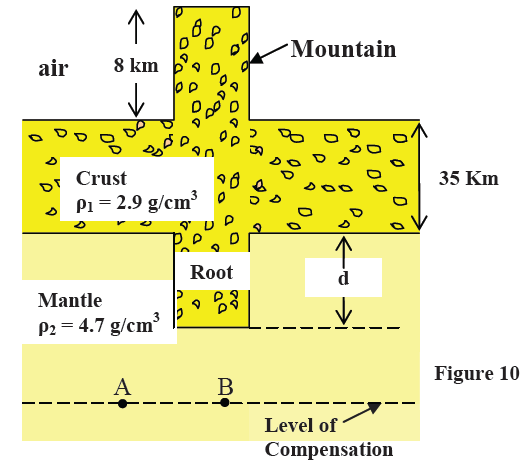 Mountain
air
8 km
Crust
ρ1 = 2.9 g/cm³
35 Km
Root
d
Mantle
ρ2 = 4.7 g/cm³
Figure 10
A
B
Level of
Compensation